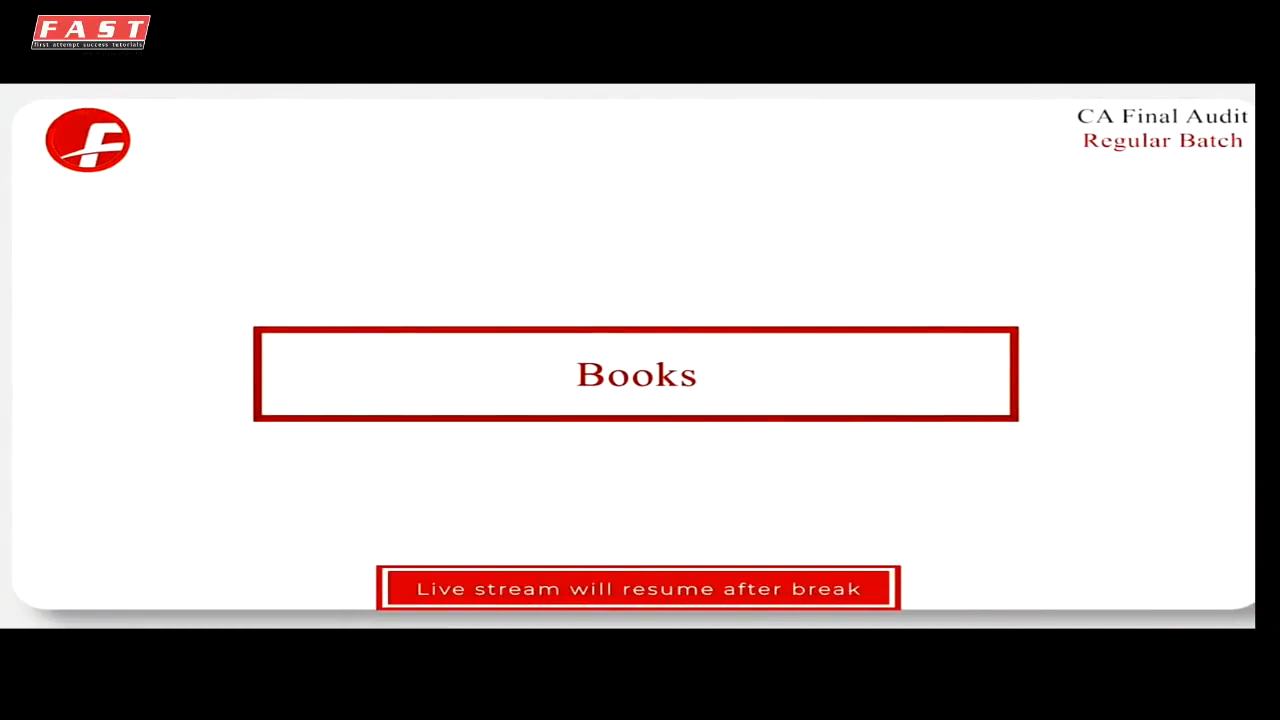 FAST
first attempt success tutorials
CA Final Audit
Regular Batch
Books
Live stream will resume after break